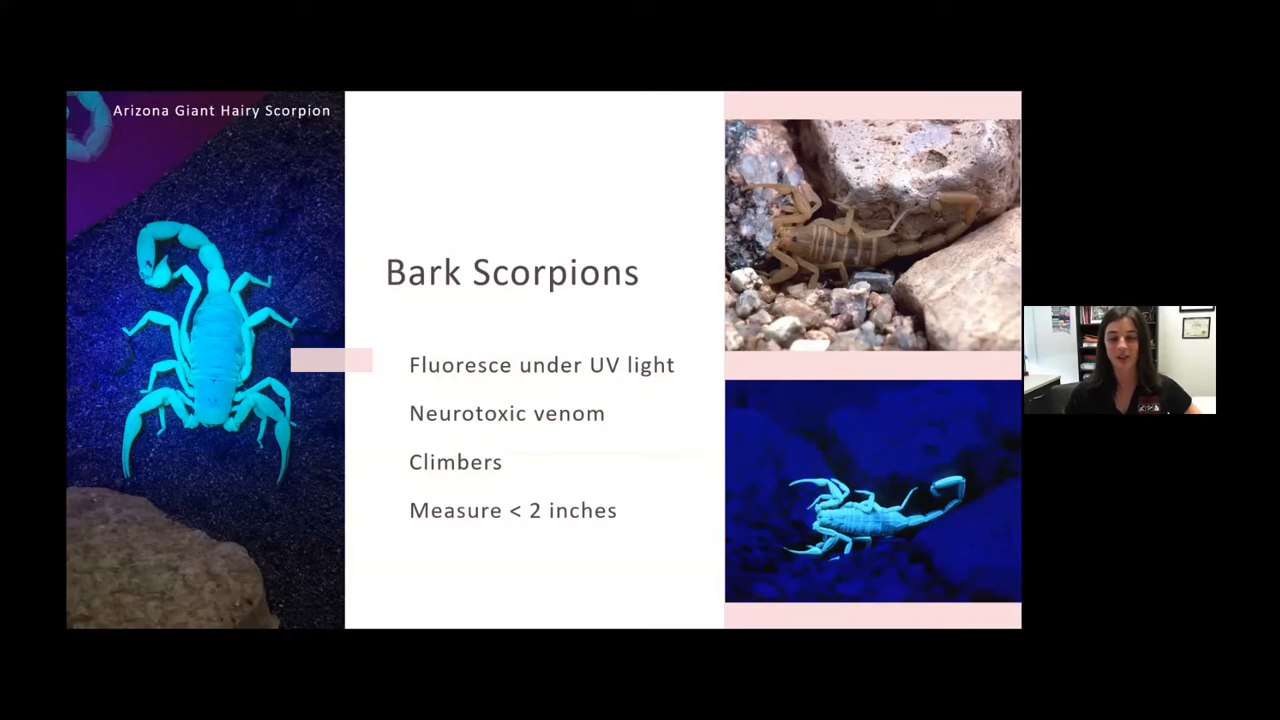 Arizona Giant Hairy Scorpion
Bark Scorpions
Fluoresce under UV light
Neurotoxic venom
Climbers
Measure < 2 inches